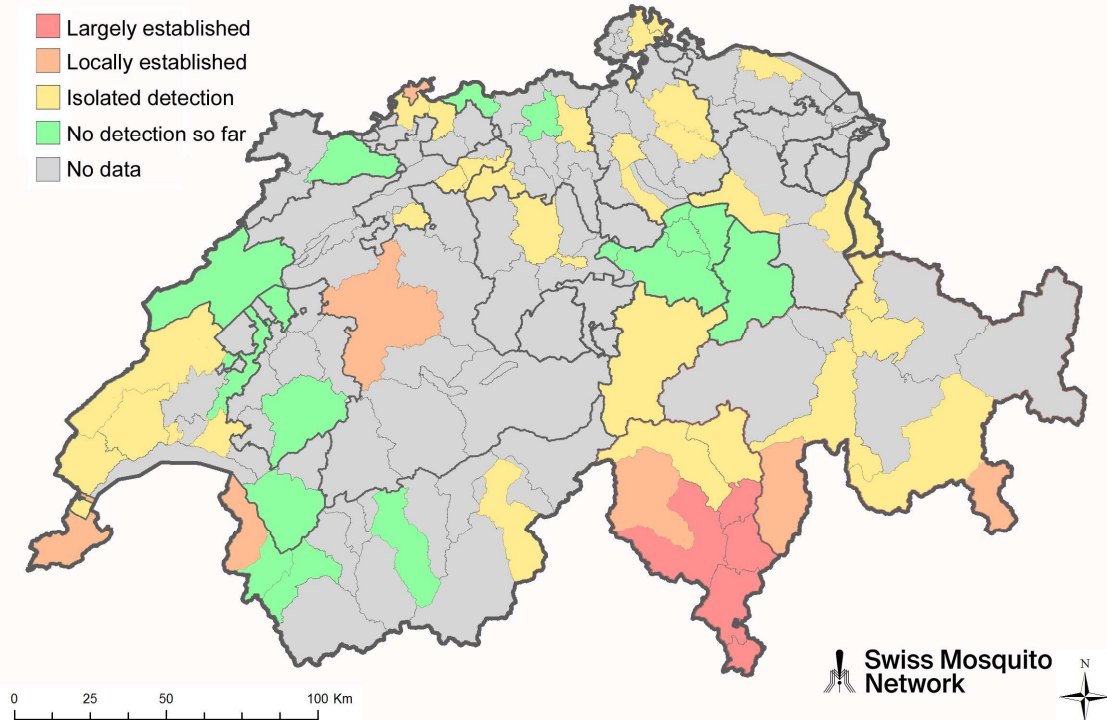 Largely established
Locally established
Isolated detection
No detection so far
No data
Swiss Mosquito
Network
N
0 25 50 100 Km